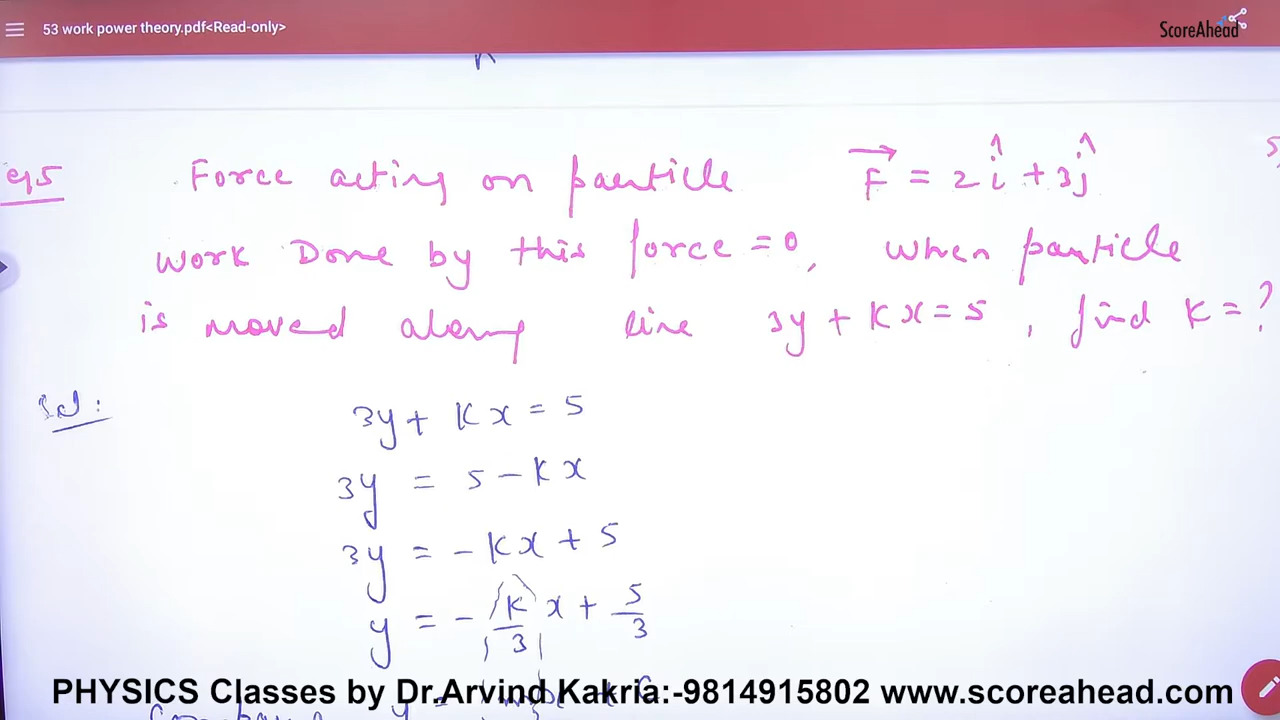 53 work power theory.pdf<Read-only>
ScoreAhead
eg5 Force acting on particle F = 2i + 3j
work Done by this force = 0, when particle
is moved along line 3y + Kx = 5, find K = ?
Sol:
3y + Kx = 5
3y = 5 - Kx
3y = -Kx + 5
y = -(K/3)x + 5/3
PHYSICS Classes by Dr.Arvind Kakria:-9814915802 www.scoreahead.com